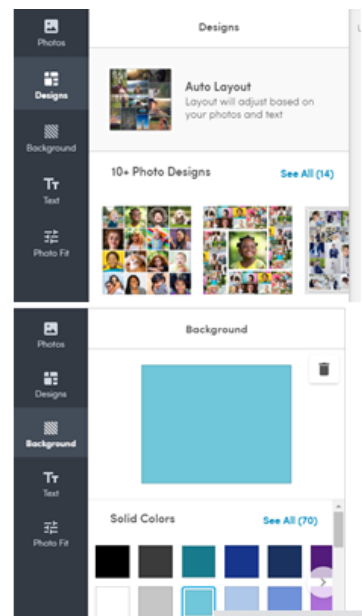 Photos
Designs
Designs
Auto Layout
Layout will adjust based on
your photos and text
Background
10+ Photo Designs
See All (14)
Text
Photo Fit
Photos
Background
Designs
Background
Text
Solid Colors
See All (70)
Photo Fit